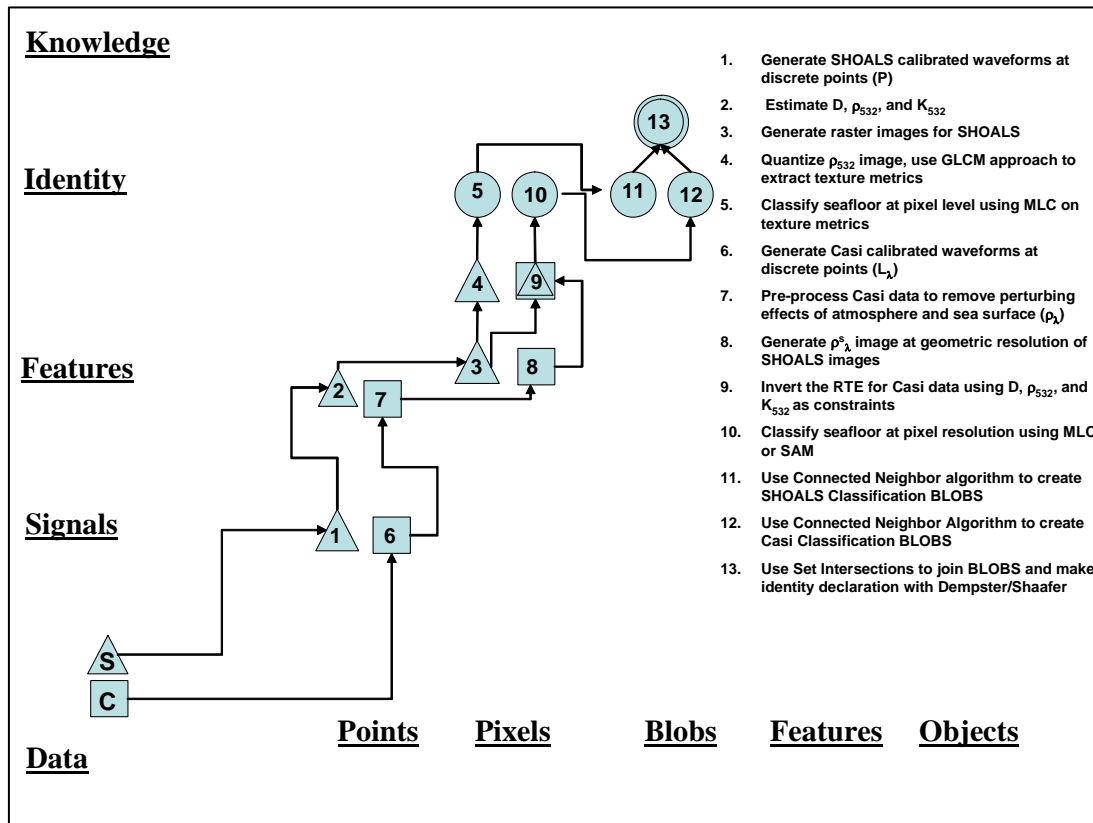 Knowledge
Identity
Features
Signals
Data
Points Pixels Blobs Features Objects
S
C
1
2
3
4
5
6
7
8
9
10
11
12
13
1. Generate SHOALS calibrated waveforms at
discrete points (P)
2. Estimate D, ρ532, and K532
3. Generate raster images for SHOALS
4. Quantize ρ532 image, use GLCM approach to
extract texture metrics
5. Classify seafloor at pixel level using MLC on
texture metrics
6. Generate Casi calibrated waveforms at
discrete points (Lλ)
7. Pre-process Casi data to remove perturbing
effects of atmosphere and sea surface (ρλ)
8. Generate ρsλ image at geometric resolution of
SHOALS images
9. Invert the RTE for Casi data using D, ρ532, and
K532 as constraints
10. Classify seafloor at pixel resolution using MLC
or SAM
11. Use Connected Neighbor algorithm to create
SHOALS Classification BLOBS
12. Use Connected Neighbor Algorithm to create
Casi Classification BLOBS
13. Use Set Intersections to join BLOBS and make
identity declaration with Dempster/Shaafer